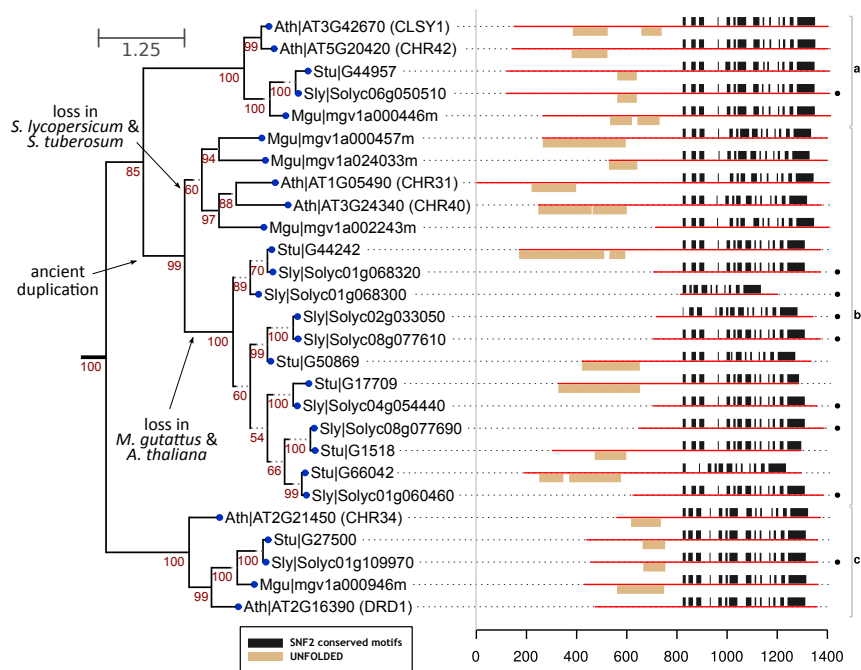 1.25
Ath|AT3G42670 (CLSY1)
Ath|AT5G20420 (CHR42)
Stu|G44957
Sly|Solyc06g050510
Mgu|mgv1a000446m
Mgu|mgv1a000457m
Mgu|mgv1a024033m
Ath|AT1G05490 (CHR31)
Ath|AT3G24340 (CHR40)
Mgu|mgv1a002243m
Stu|G44242
Sly|Solyc01g068320
Sly|Solyc01g068300
Sly|Solyc02g033050
Sly|Solyc08g077610
Stu|G50869
Stu|G17709
Sly|Solyc04g054440
Sly|Solyc08g077690
Stu|G1518
Stu|G66042
Sly|Solyc01g060460
Ath|AT2G21450 (CHR34)
Stu|G27500
Sly|Solyc01g109970
Mgu|mgv1a000946m
Ath|AT2G16390 (DRD1)
loss in
S. lycopersicum &
S. tuberosum
ancient
duplication
loss in
M. gutattus &
A. thaliana
99
100
100
100
94
85
60
88
97
99
70
89
100
100
99
60
100
54
100
66
99
100
100
100
100
99
a
b
c
SNF2 conserved motifs
UNFOLDED
0 200 400 600 800 1000 1200 1400